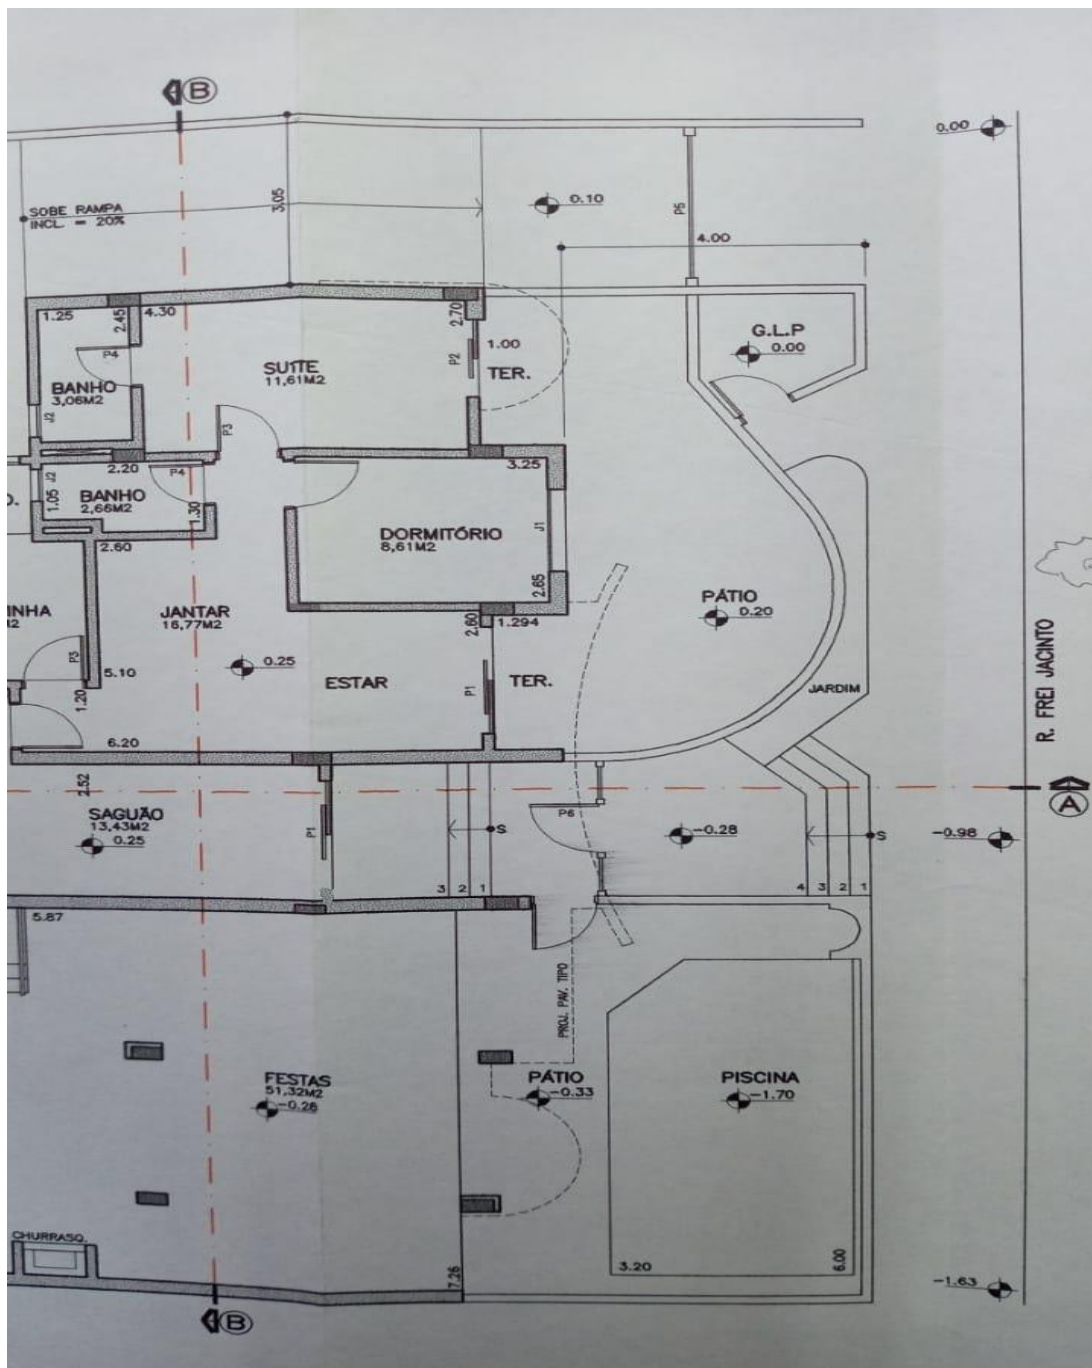 B
0.00
SOBE RAMPA
INCL. = 20%
3.05
0.10
P5
4.00
1.25
2.45
4.30
2.70
P4
P2
1.00
G.L.P
0.00
SUÍTE
11,61M2
TER.
BANHO
3,06M2
J2
P3
2.20
P4
3.25
J2
O.
1.05
BANHO
2,66M2
1.30
DORMITÓRIO
8,61M2
J1
2.60
2.65
INHA
M2
JANTAR
16,77M2
2.60
1.294
PÁTIO
0.20
P3
0.25
5.10
1.20
ESTAR
P1
TER.
JARDIM
R. FREI JACINTO
6.20
2.52
A
SAGUÃO
13,43M2
0.25
P1
P6
S
-0.28
S
-0.98
3 2 1
4 3 2 1
5.87
PROJ. PAV. TIPO
FESTAS
51,32M2
-0.26
PÁTIO
-0.33
PISCINA
-1.70
CHURRASQ.
7.26
3.20
6.00
-1.63
B